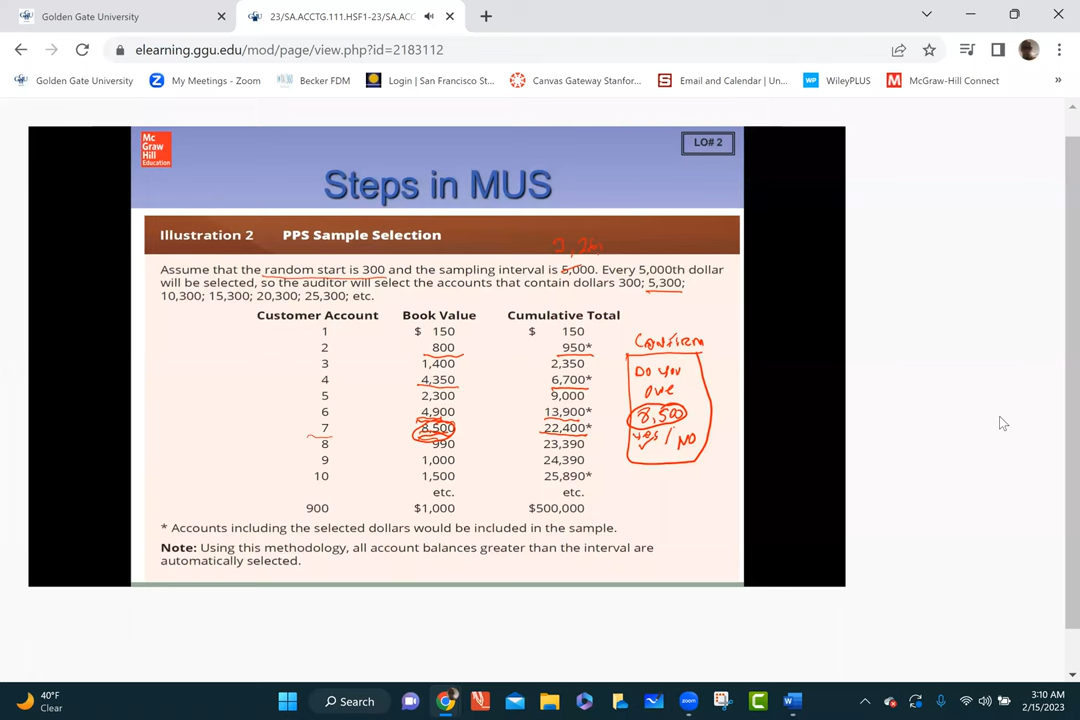 Golden Gate University
23/SA.ACCTG.111.HSF1-23/SA.ACC
elearning.ggu.edu/mod/page/view.php?id=2183112
Golden Gate University My Meetings - Zoom Becker FDM Login | San Francisco St... Canvas Gateway Stanfor... Email and Calendar | Un... WileyPLUS McGraw-Hill Connect »
Mc
Graw
Hill
Education
LO# 2
Steps in MUS
Illustration 2 PPS Sample Selection
Assume that the random start is 300 and the sampling interval is 5,000. Every 5,000th dollar
will be selected, so the auditor will select the accounts that contain dollars 300; 5,300;
10,300; 15,300; 20,300; 25,300; etc.
Customer Account Book Value Cumulative Total
1 $ 150 $ 150
2 800 950*
3 1,400 2,350
4 4,350 6,700*
5 2,300 9,000
6 4,900 13,900*
7 8,500 22,400*
8 990 23,390
9 1,000 24,390
10 1,500 25,890*
etc. etc.
900 $1,000 $500,000
Confirm
Do you
owe
8,500
yes / No
* Accounts including the selected dollars would be included in the sample.
Note: Using this methodology, all account balances greater than the interval are
automatically selected.
40°F
Clear
Search
3:10 AM
2/15/2023